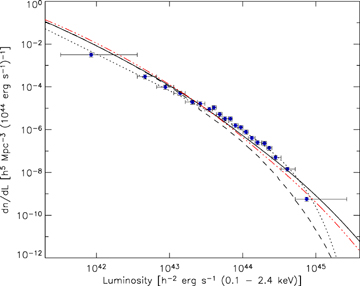 10^0
10^-2
10^-4
10^-6
10^-8
10^-10
10^-12
dn/dL [h^5 Mpc^-3 (10^44 erg s^-1)^-1]
10^42 10^43 10^44 10^45
Luminosity [h^-2 erg s^-1 (0.1 – 2.4 keV)]